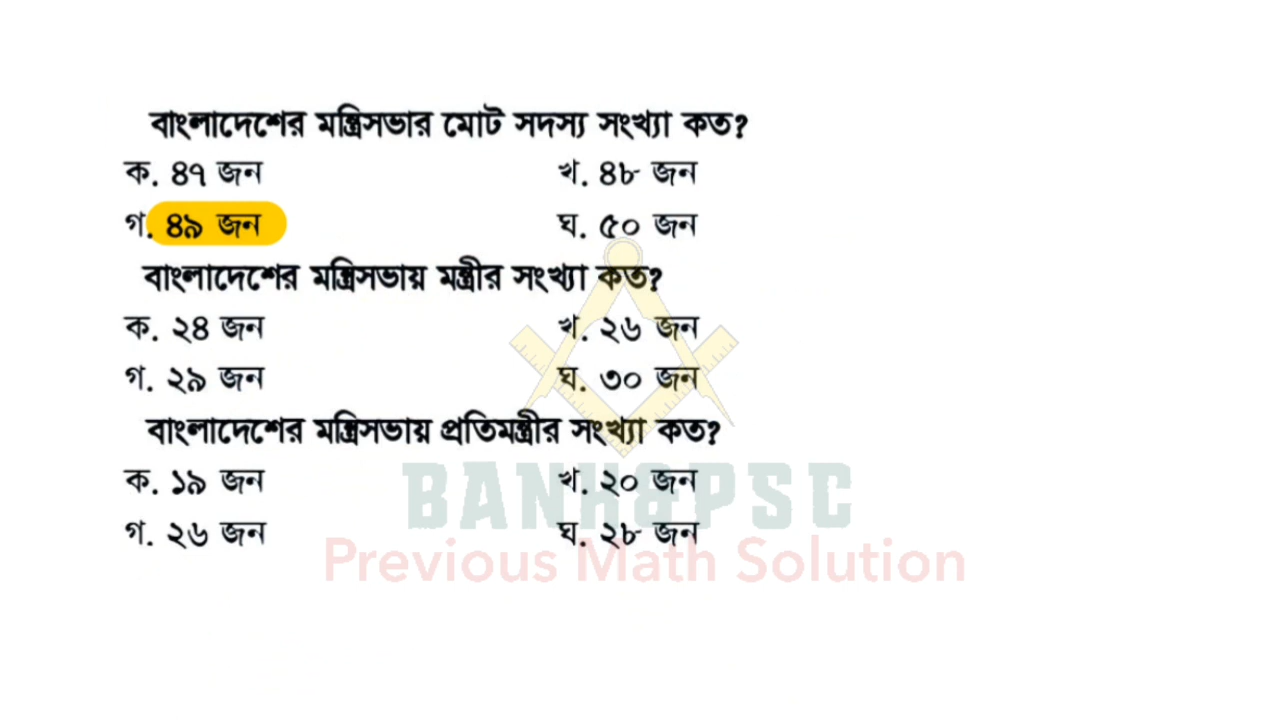 বাংলাদেশের মন্ত্রিসভার মোট সদস্য সংখ্যা কত?
ক. ৪৭ জন খ. ৪৮ জন
গ. ৪৯ জন ঘ. ৫০ জন
বাংলাদেশের মন্ত্রিসভায় মন্ত্রীর সংখ্যা কত?
ক. ২৪ জন খ. ২৬ জন
গ. ২৯ জন ঘ. ৩০ জন
বাংলাদেশের মন্ত্রিসভায় প্রতিমন্ত্রীর সংখ্যা কত?
ক. ১৯ জন খ. ২০ জন
গ. ২৬ জন ঘ. ২৮ জন
BANK&PSC
Previous Math Solution